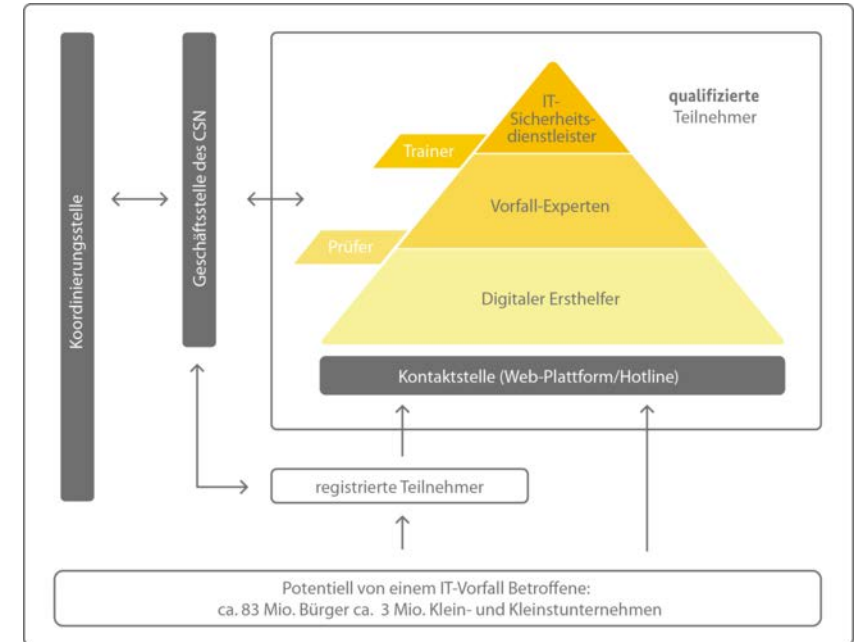 Koordinierungsstelle
Geschäftsstelle des CSN
IT-
Sicherheits-
dienstleister
qualifizierte
Teilnehmer
Trainer
Vorfall-Experten
Prüfer
Digitaler Ersthelfer
Kontaktstelle (Web-Plattform/Hotline)
registrierte Teilnehmer
Potentiell von einem IT-Vorfall Betroffene:
ca. 83 Mio. Bürger ca. 3 Mio. Klein- und Kleinstunternehmen